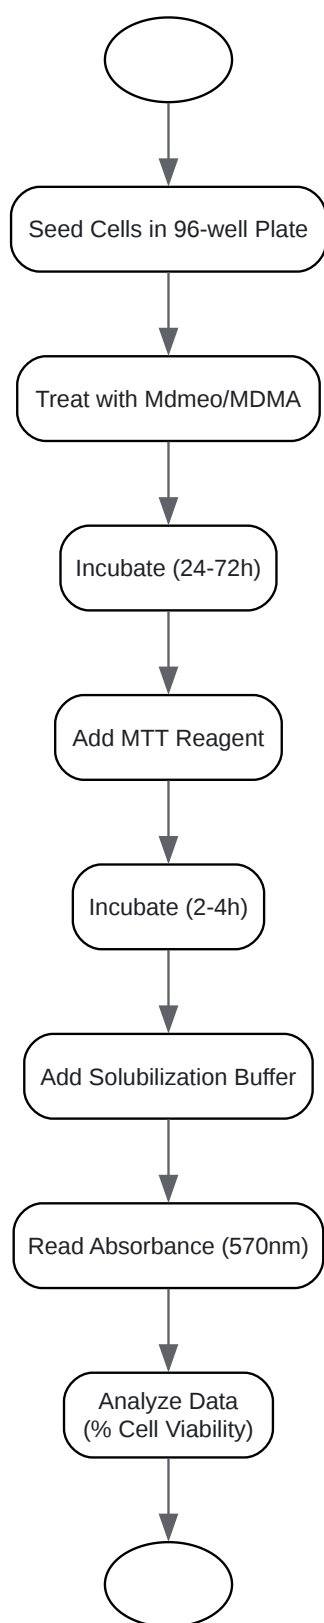 Seed Cells in 96-well Plate
Treat with Mdmeo/MDMA
Incubate (24-72h)
Add MTT Reagent
Incubate (2-4h)
Add Solubilization Buffer
Read Absorbance (570nm)
Analyze Data
(% Cell Viability)